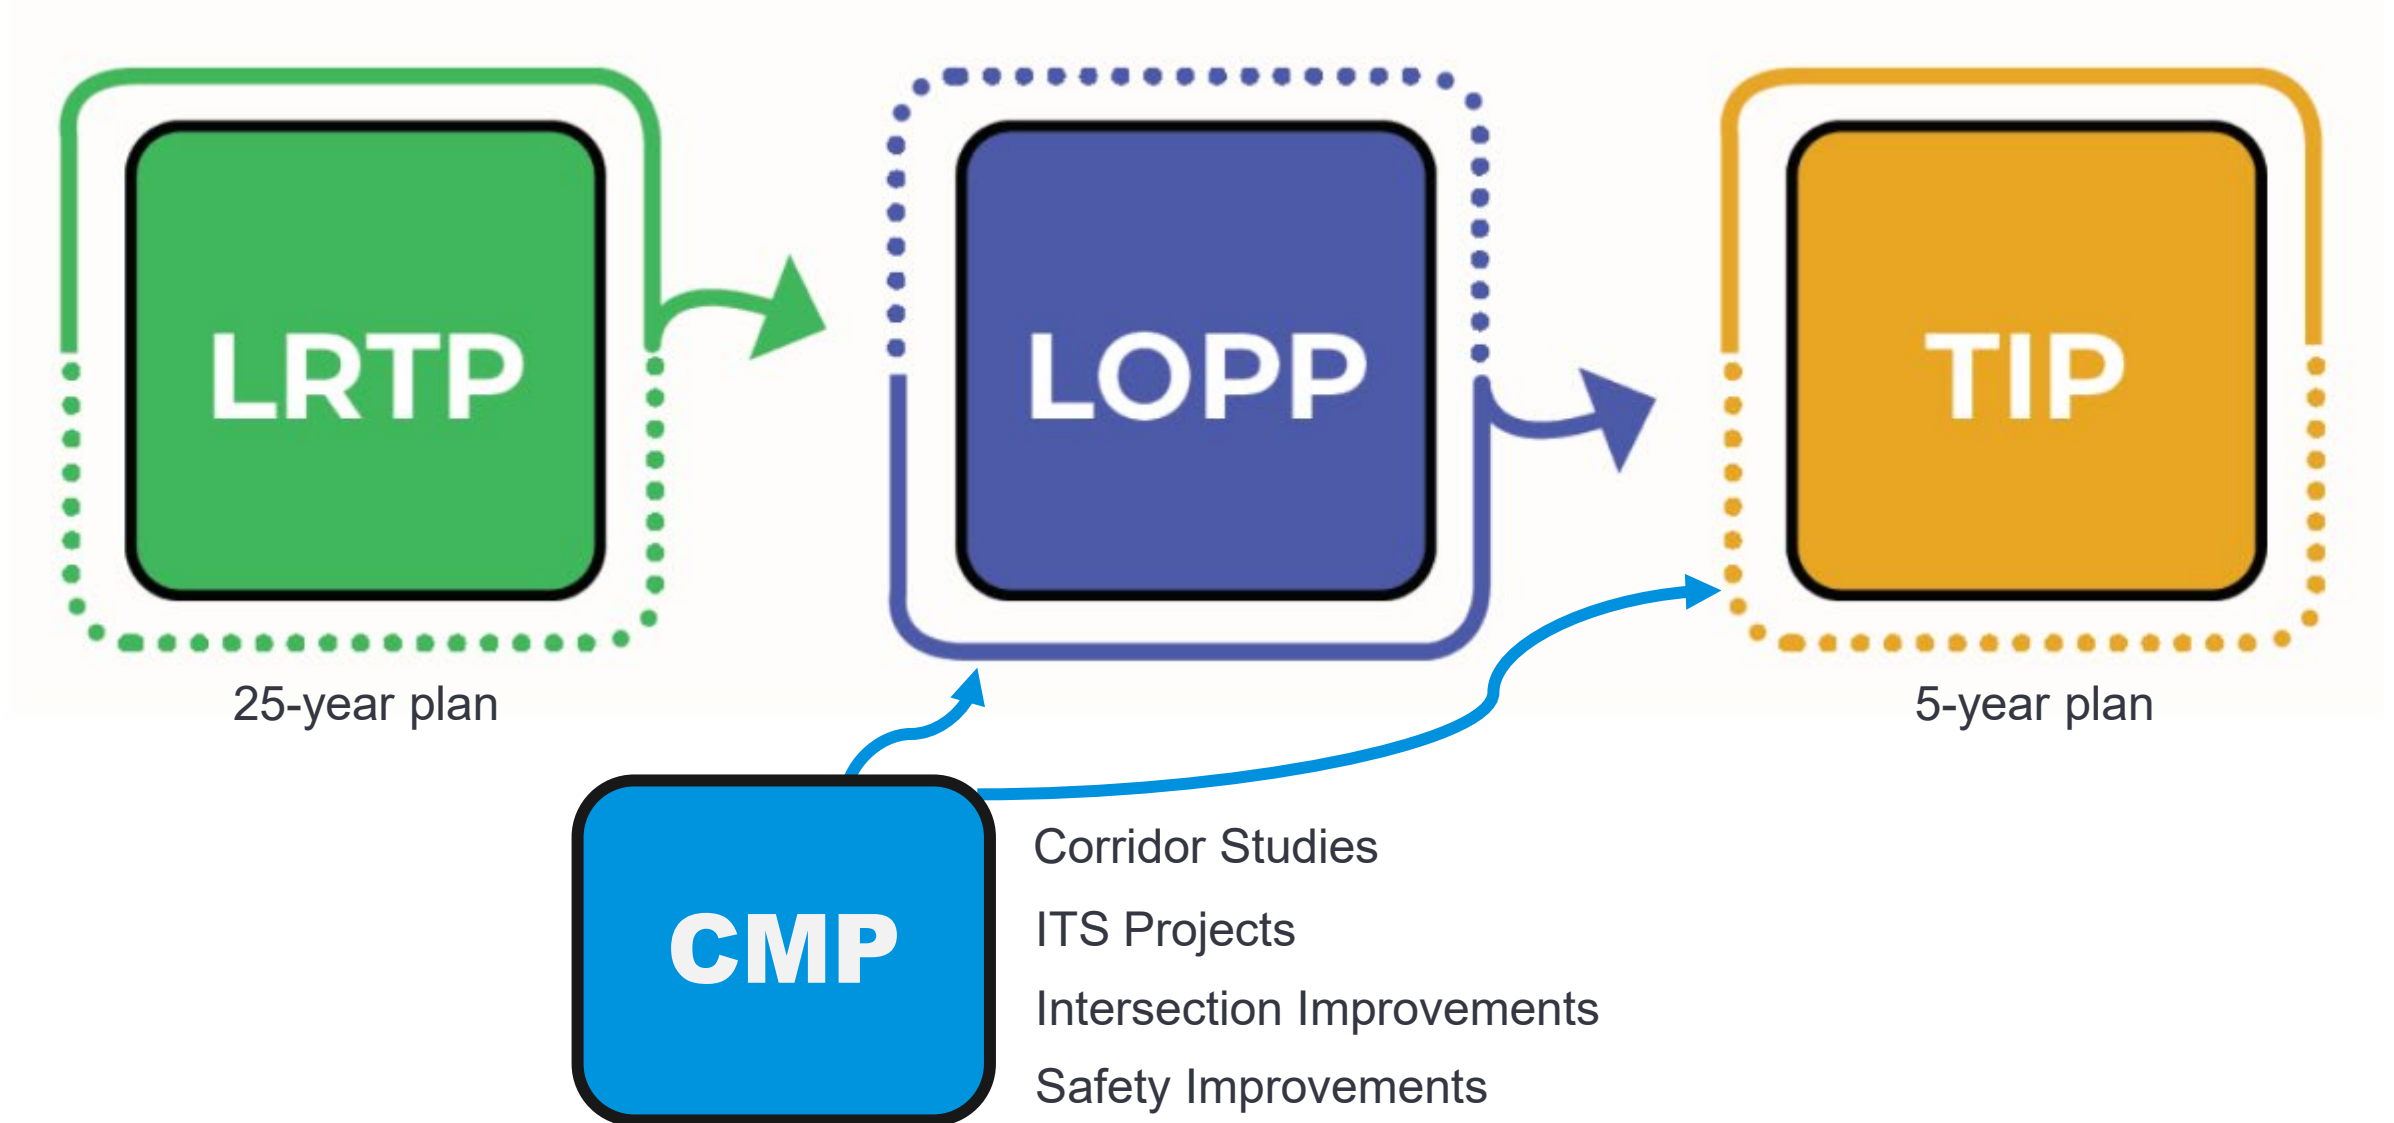 LRTP
LOPP
TIP
25-year plan
5-year plan
CMP
Corridor Studies
ITS Projects
Intersection Improvements
Safety Improvements